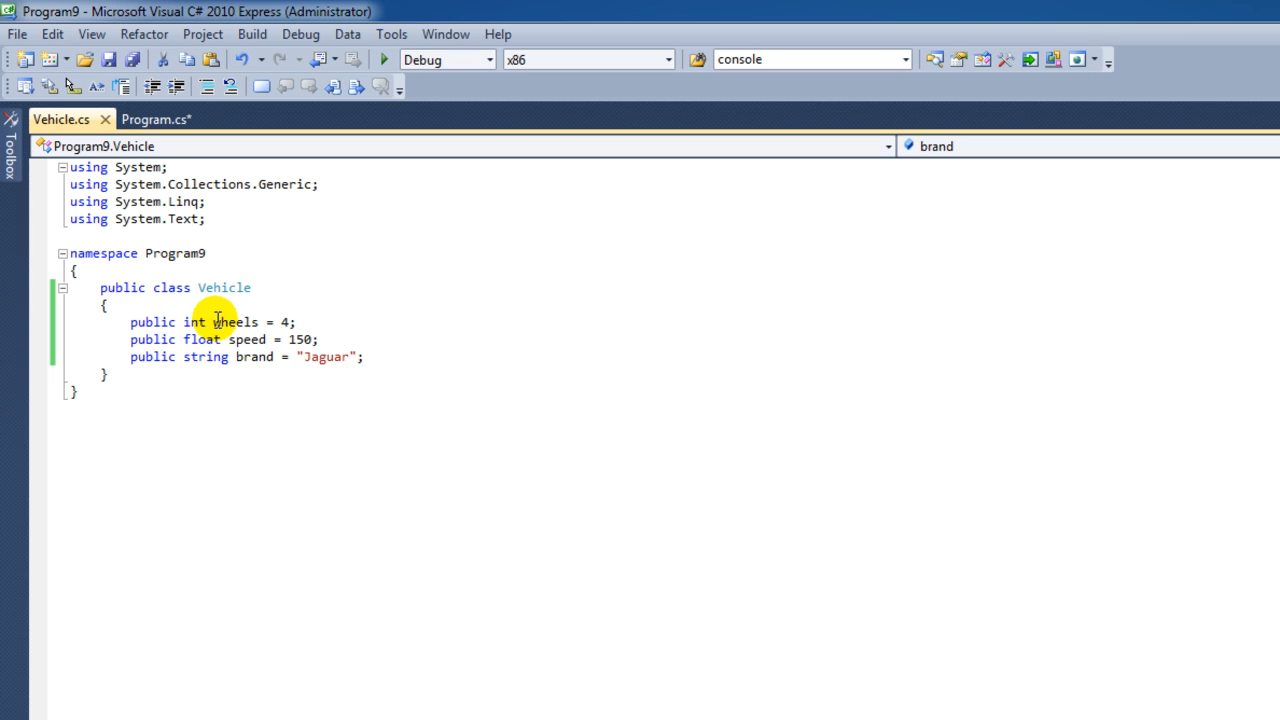 Program9 - Microsoft Visual C# 2010 Express (Administrator)
File Edit View Refactor Project Build Debug Data Tools Window Help
Debug x86 console
Vehicle.cs Program.cs*
Toolbox
Program9.Vehicle brand
using System;
using System.Collections.Generic;
using System.Linq;
using System.Text;
namespace Program9
{
public class Vehicle
{
public int wheels = 4;
public float speed = 150;
public string brand = "Jaguar";
}
}